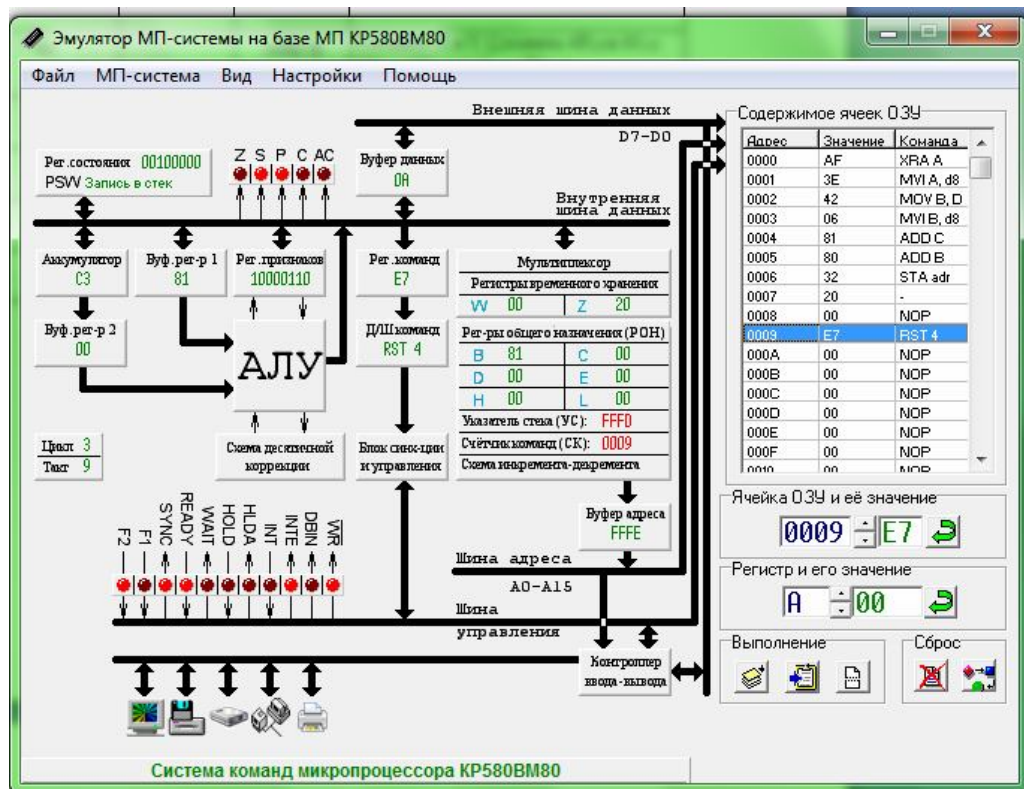 Эмулятор МП-системы на базе МП КР580ВМ80
Файл МП-система Вид Настройки Помощь
Внешняя шина данных
D7-D0
Рег.состояния 00100000
PSW Запись в стек
Z S P C AC
Буфер данных
0A
Внутренняя
шина данных
Аккумулятор
C3
Буф.рег-р 1
81
Рег.признаков
10000110
Рег.команд
E7
Мультиплексор
Регистры временного хранения
W 00 Z 20
Буф.рег-р 2
00
АЛУ
Д/Ш команд
RST 4
Рег-ры общего назначения (РОН)
B 81 C 00
D 00 E 00
H 00 L 00
Указатель стека (УС): FFFD
Счётчик команд (СК): 0009
Схема инкремента-декремента
Цикл 3
Такт 9
Схема десятичной
коррекции
Блок синх-ции
и управления
Буфер адреса
FFFE
F2 F1 SYNC READY WAIT HOLD HLDA INT INTE DBIN WR
Шина адреса
A0-A15
Шина
управления
Контроллер
ввода-вывода
Содержимое ячеек ОЗУ
Адрес Значение Команда
0000 AF XRA A
0001 3E MVI A, d8
0002 42 MOV B, D
0003 06 MVI B, d8
0004 81 ADD C
0005 80 ADD B
0006 32 STA adr
0007 20 -
0008 00 NOP
0009 E7 RST 4
000A 00 NOP
000B 00 NOP
000C 00 NOP
000D 00 NOP
000E 00 NOP
000F 00 NOP
0010 00 NOP
Ячейка ОЗУ и её значение
0009 E7
Регистр и его значение
A 00
Выполнение
Сброс
Система команд микропроцессора КР580ВМ80